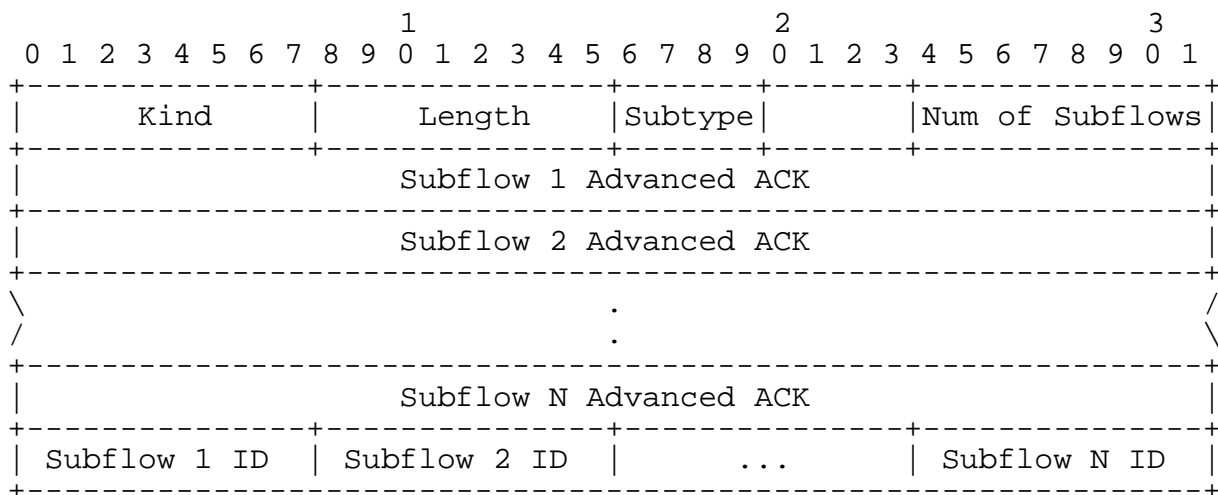 1                   2                   3
 0 1 2 3 4 5 6 7 8 9 0 1 2 3 4 5 6 7 8 9 0 1 2 3 4 5 6 7 8 9 0 1
+---------------+---------------+-------+-------+---------------+
|      Kind     |     Length    |Subtype|       |Num of Subflows|
+---------------+---------------+-------+-------+---------------+
|                    Subflow 1 Advanced ACK                     |
+---------------------------------------------------------------+
|                    Subflow 2 Advanced ACK                     |
+---------------------------------------------------------------+
\                               .                               /
/                               .                               \
+---------------------------------------------------------------+
|                    Subflow N Advanced ACK                     |
+---------------+---------------+---------------+---------------+
| Subflow 1 ID  | Subflow 2 ID  |      ...      | Subflow N ID  |
+---------------------------------------------------------------+